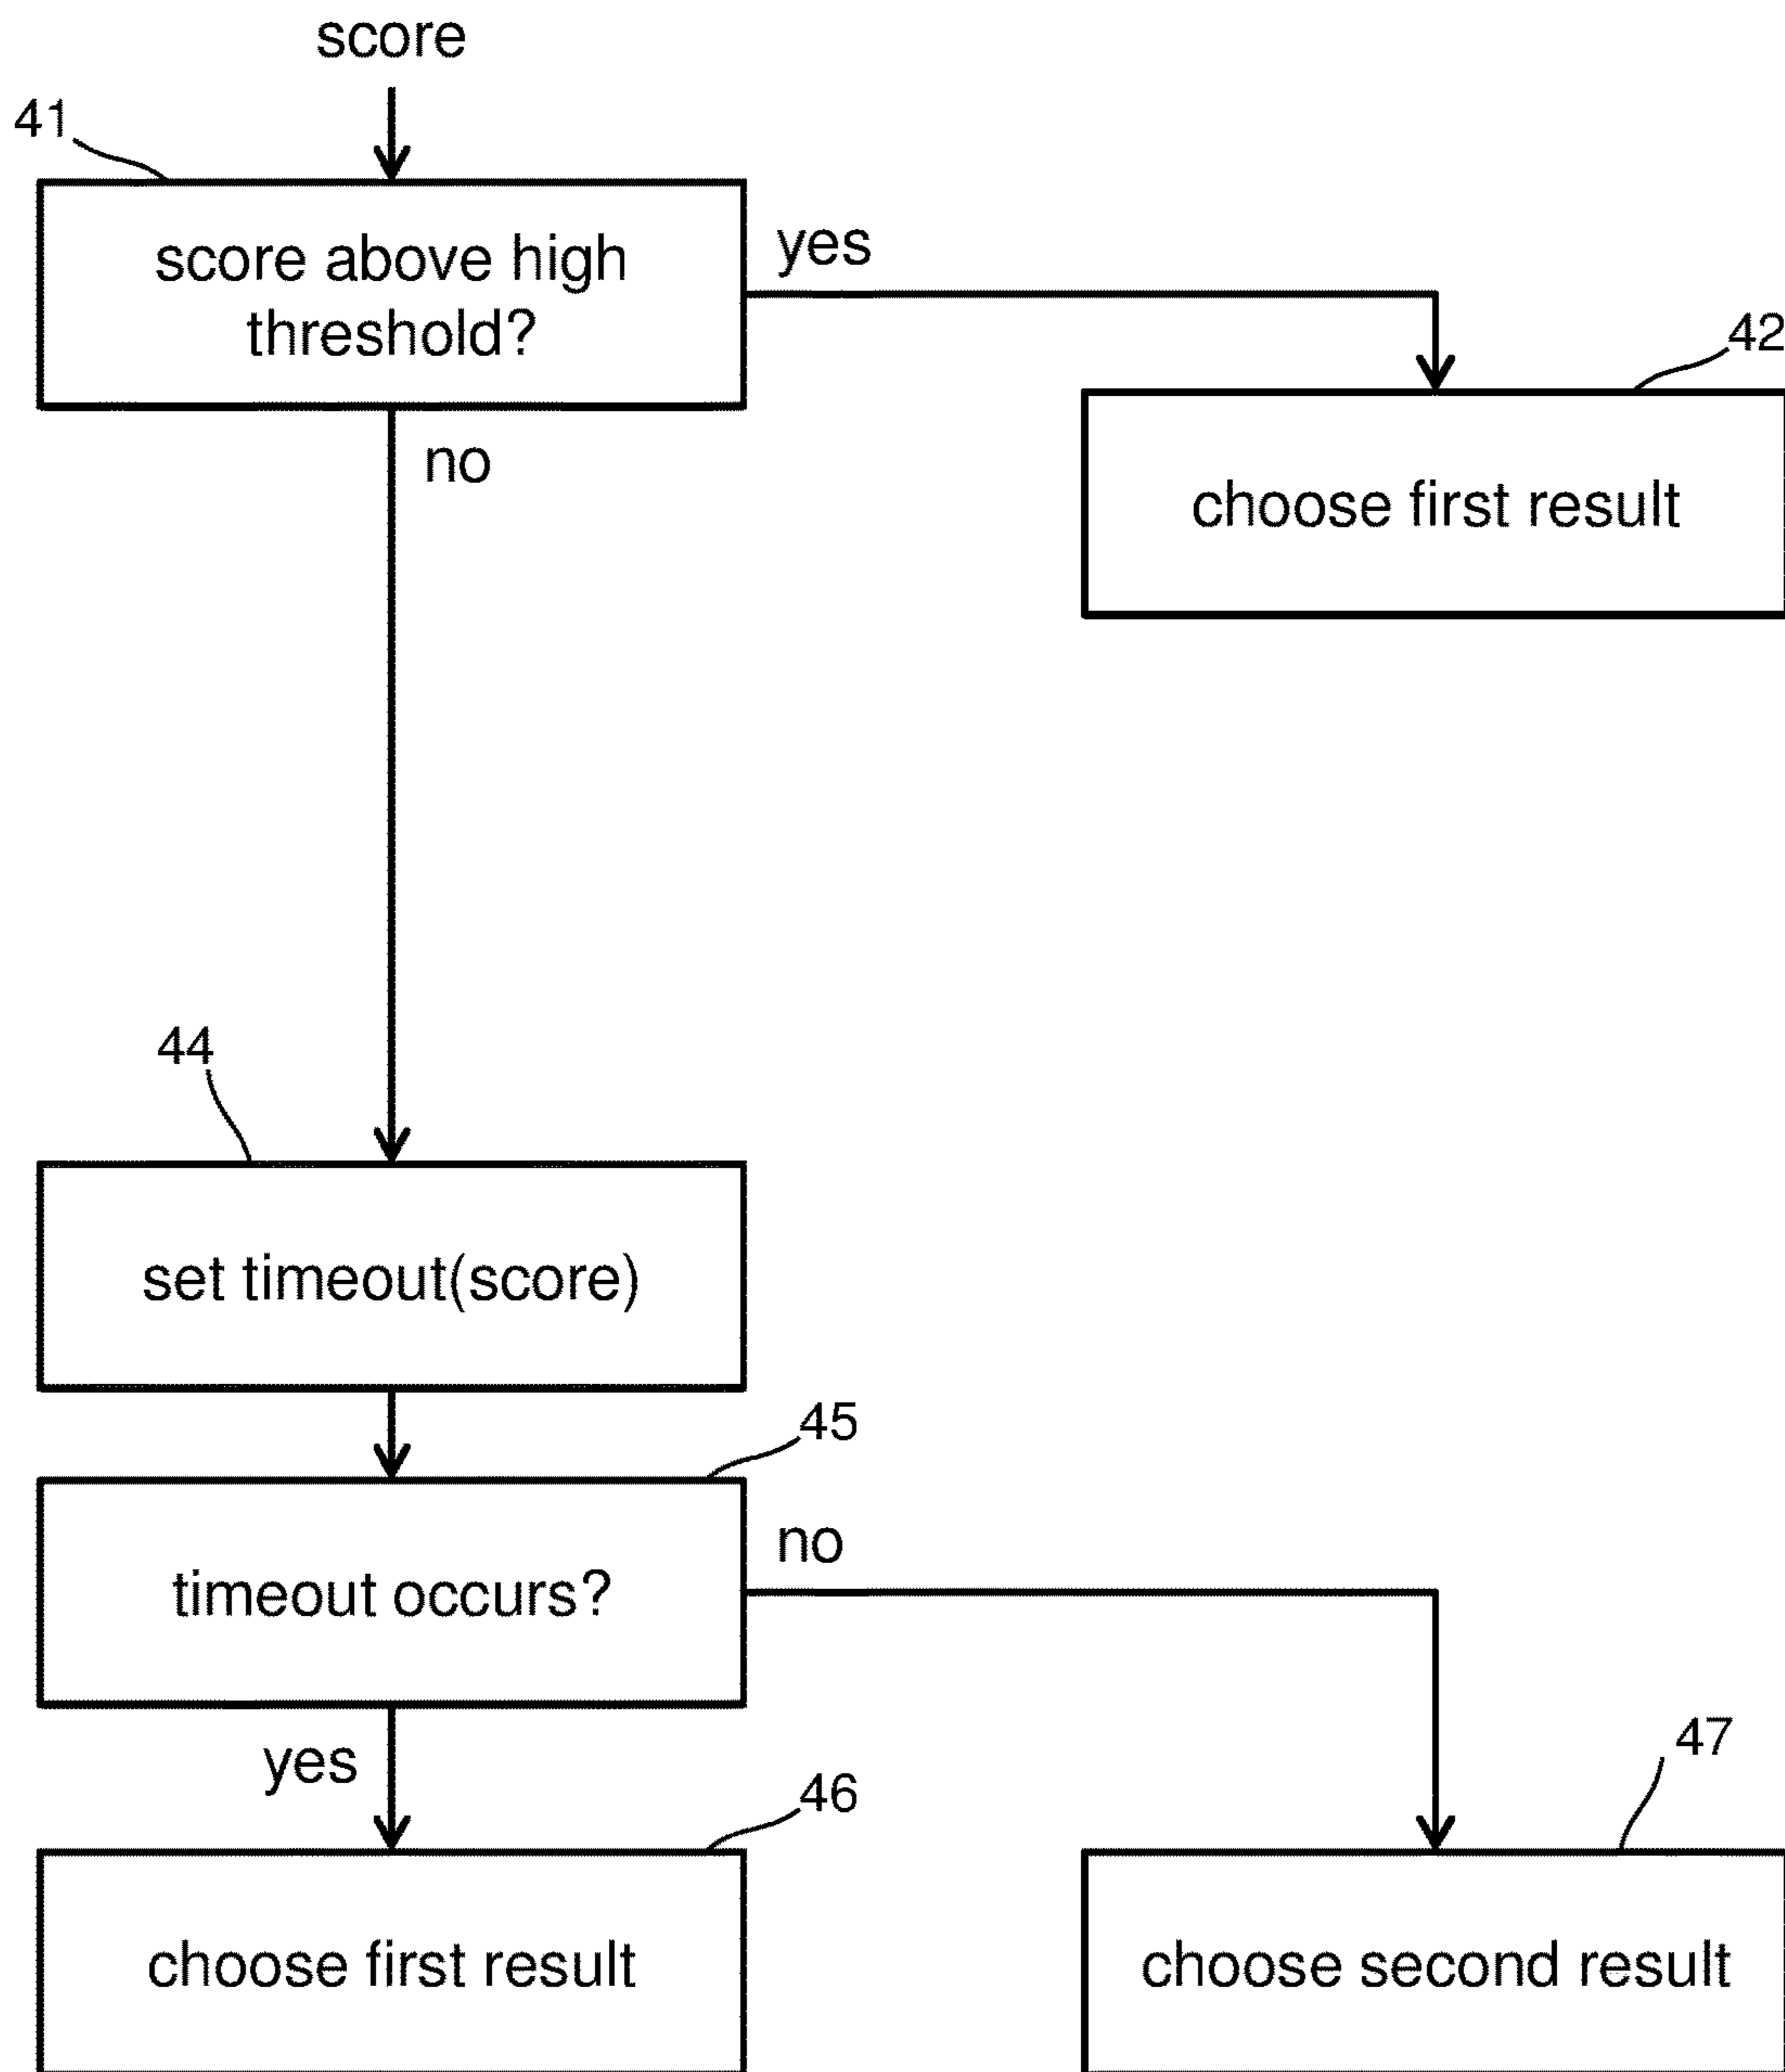 score
41
score above high
threshold?
yes
no
42
choose first result
44
set timeout(score)
45
timeout occurs?
no
yes
46
choose first result
47
choose second result